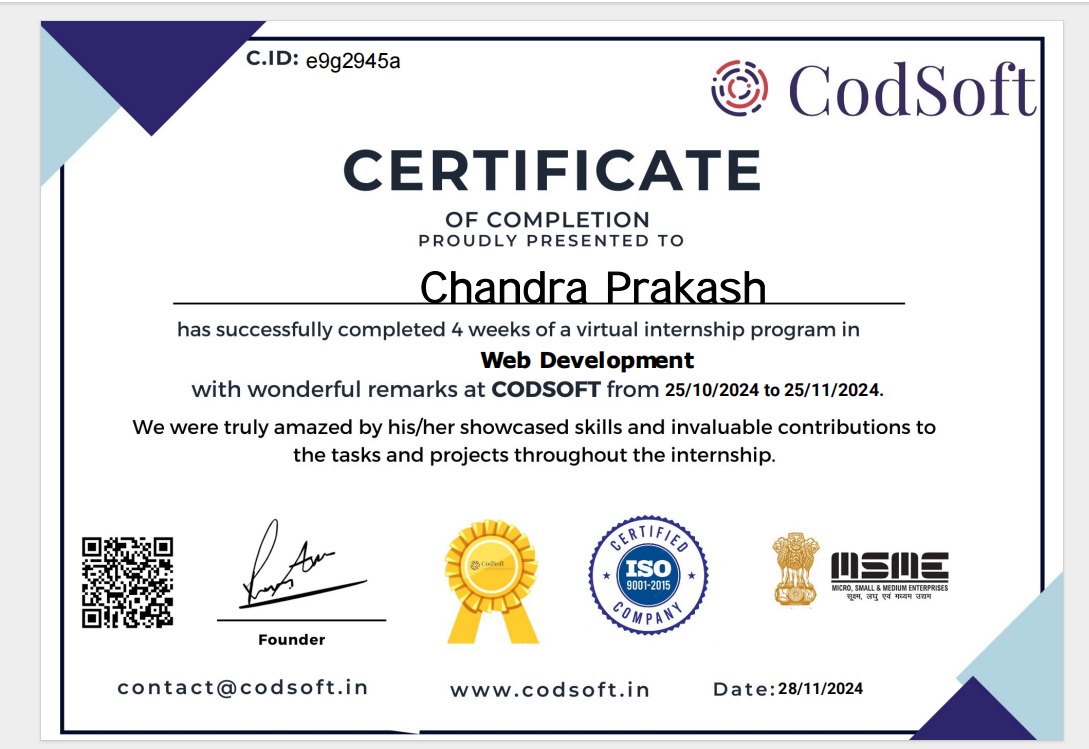 C.ID: e9g2945a
CodSoft
CERTIFICATE
OF COMPLETION
PROUDLY PRESENTED TO
Chandra Prakash
has successfully completed 4 weeks of a virtual internship program in
Web Development
with wonderful remarks at CODSOFT from 25/10/2024 to 25/11/2024.
We were truly amazed by his/her showcased skills and invaluable contributions to
the tasks and projects throughout the internship.
Founder
CodSoft
CERTIFIED
ISO
9001-2015
COMPANY
MSME
MICRO, SMALL & MEDIUM ENTERPRISES
सूक्ष्म, लघु एवं मध्यम उद्यम
contact@codsoft.in
www.codsoft.in
Date: 28/11/2024